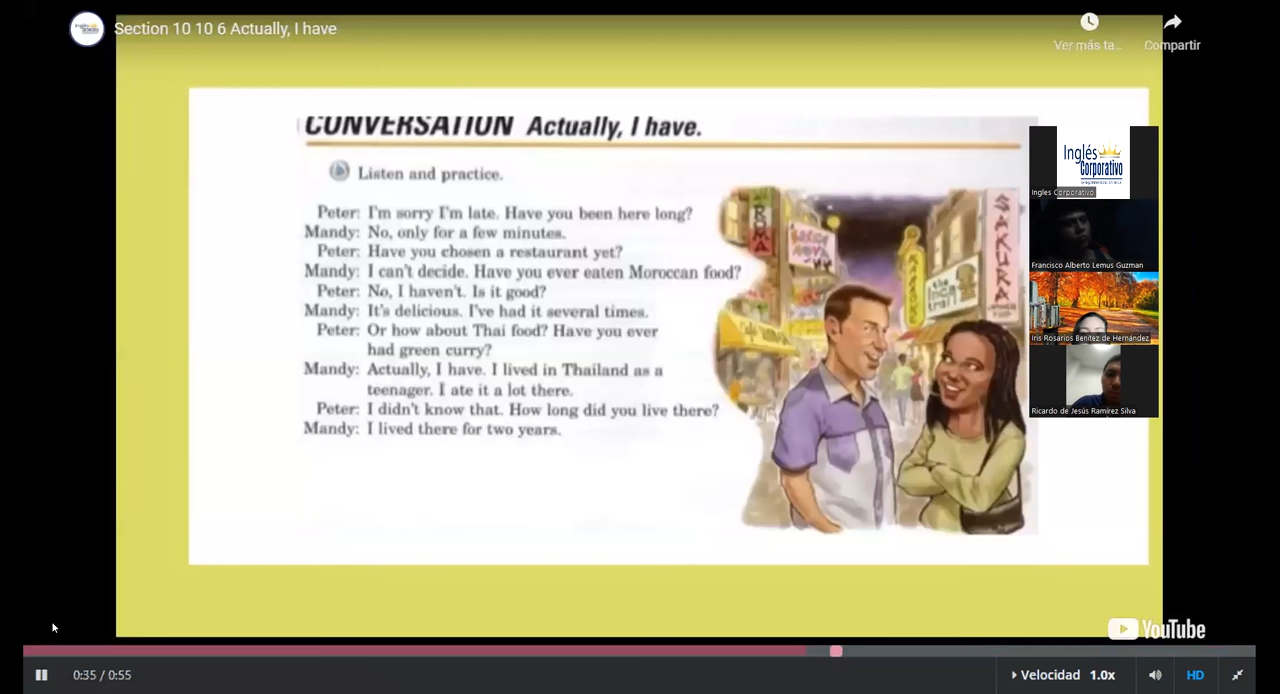 Section 10 10 6 Actually, I have
Ver más ta...
Compartir
CONVERSATION Actually, I have.
Listen and practice.
Peter: I'm sorry I'm late. Have you been here long?
Mandy: No, only for a few minutes.
Peter: Have you chosen a restaurant yet?
Mandy: I can't decide. Have you ever eaten Moroccan food?
Peter: No, I haven't. Is it good?
Mandy: It's delicious. I've had it several times.
Peter: Or how about Thai food? Have you ever
had green curry?
Mandy: Actually, I have. I lived in Thailand as a
teenager. I ate it a lot there.
Peter: I didn't know that. How long did you live there?
Mandy: I lived there for two years.
ROMA
SAKURA
Inglés
Corporativo
Ingles Corporativo
Francisco Alberto Lemus Guzman
Iris Rosarios Benítez de Hernández
Ricardo de Jesús Ramírez Silva
YouTube
0:35 / 0:55
Velocidad 1.0x
HD